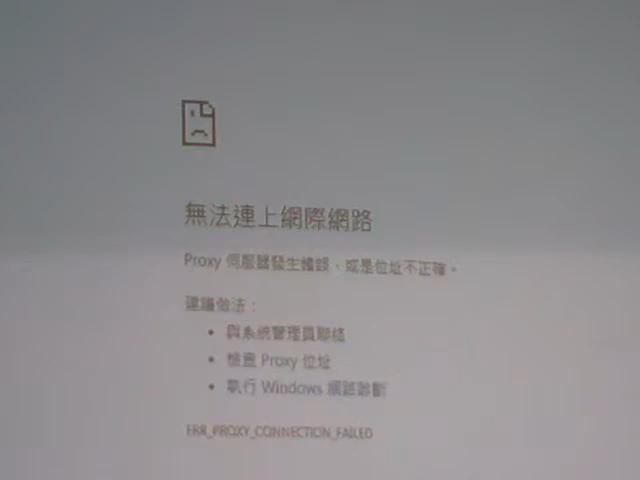 無法連上網際網路
Proxy 伺服器發生錯誤，或是位址不正確。
建議做法：
與系統管理員聯絡
檢查 Proxy 位址
執行 Windows 網路診斷
ERR_PROXY_CONNECTION_FAILED